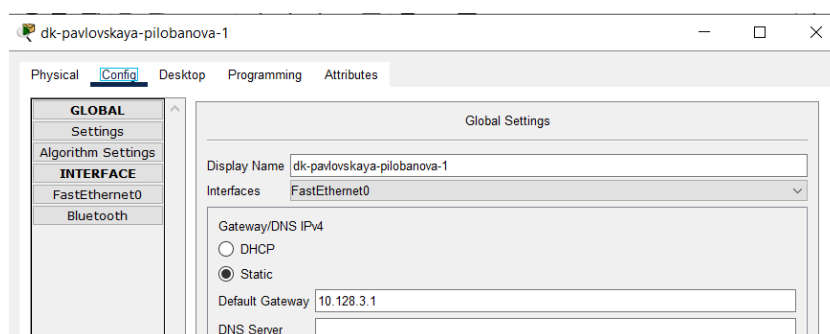 dk-pavlovskaya-pilobanova-1
Physical Config Desktop Programming Attributes
GLOBAL
Settings
Algorithm Settings
INTERFACE
FastEthernet0
Bluetooth
Global Settings
Display Name dk-pavlovskaya-pilobanova-1
Interfaces FastEthernet0
Gateway/DNS IPv4
DHCP
Static
Default Gateway 10.128.3.1
DNS Server